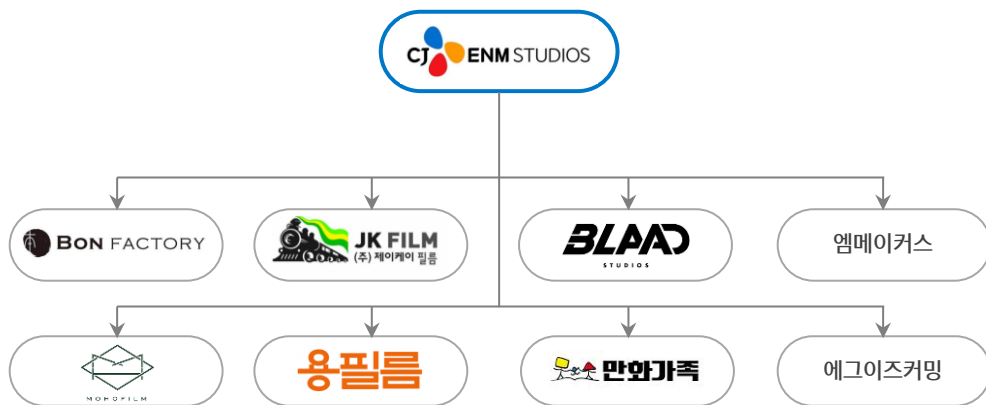 CJ ENM STUDIOS
BON FACTORY
JK FILM
(주) 제이케이 필름
BLAAD
STUDIOS
엠메이커스
MOHOFILM
용필름
만화가족
에그이즈커밍